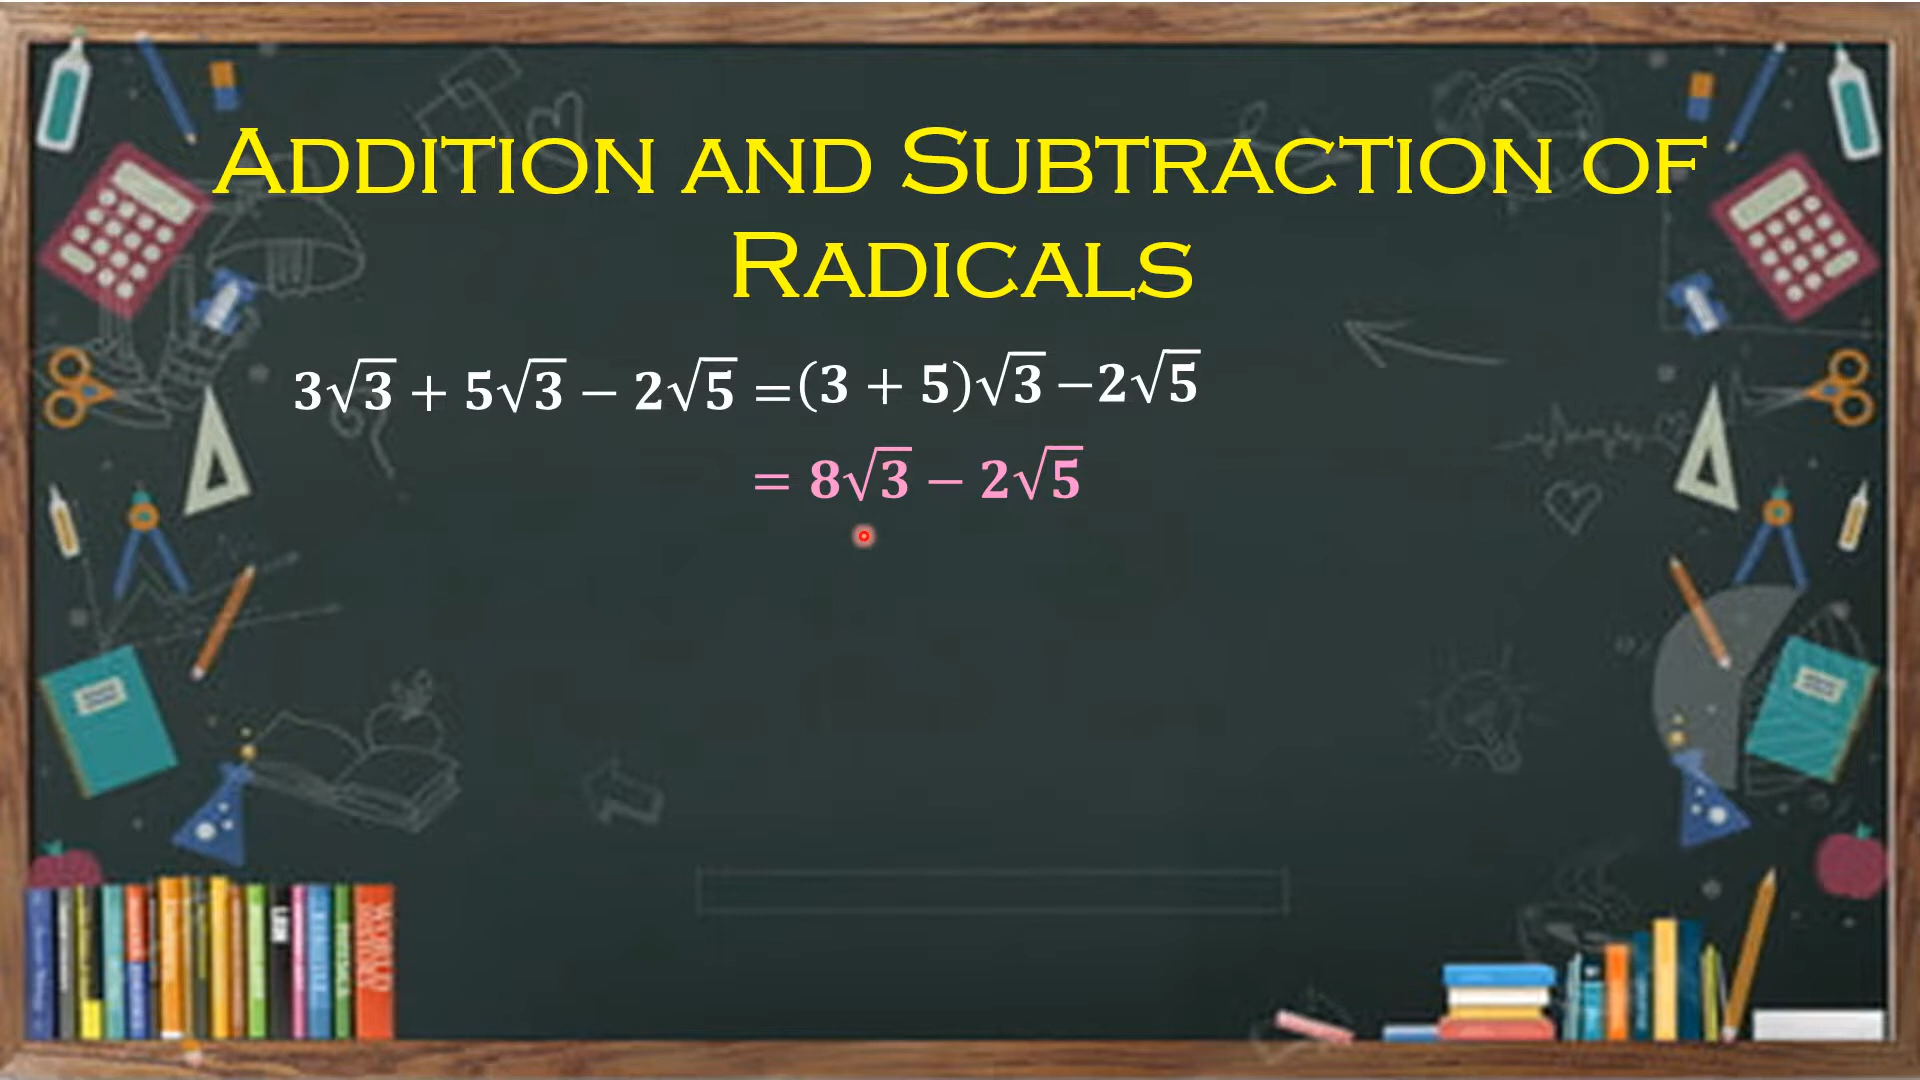 ADDITION AND SUBTRACTION OF
RADICALS
3√3 + 5√3 − 2√5 =(3 + 5)√3 −2√5
= 8√3 − 2√5